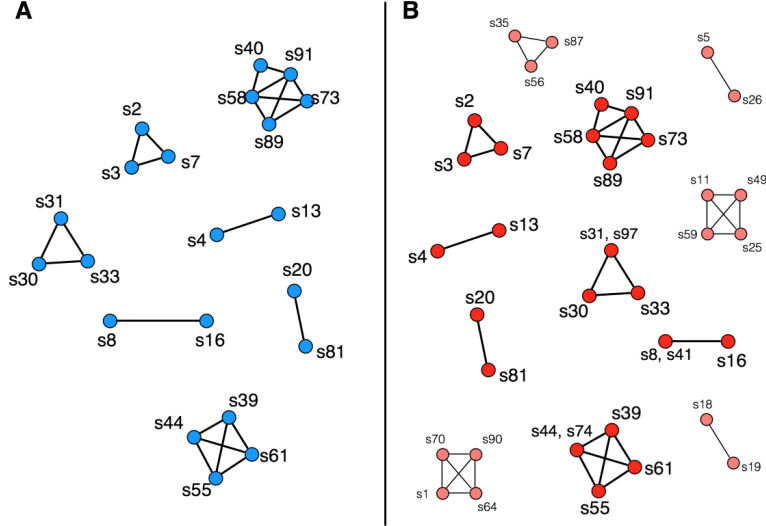 A
s40
s91
s58
s73
s89
s2
s3
s7
s31
s30
s33
s4
s13
s20
s81
s8
s16
s44
s39
s61
s55
B
s35
s87
s56
s5
s26
s40
s91
s58
s73
s89
s2
s3
s7
s11
s49
s59
s25
s4
s13
s31, s97
s30
s33
s20
s81
s8, s41
s16
s18
s19
s44, s74
s39
s61
s55
s70
s90
s1
s64